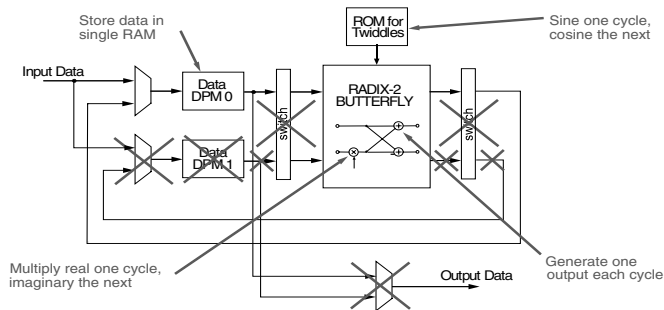 Store data in
single RAM
ROM for
Twiddles
Sine one cycle,
cosine the next
Input Data
Data
DPM 0
switch
RADIX-2
BUTTERFLY
switch
Data
DPM 1
Multiply real one cycle,
imaginary the next
Generate one
output each cycle
Output Data